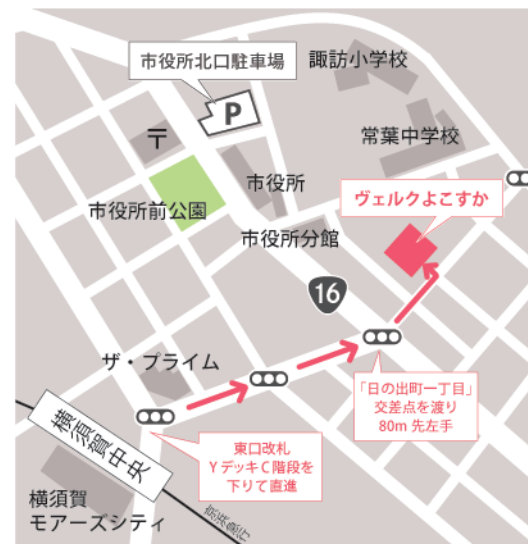 市役所北口駐車場
諏訪小学校
P
〒
常葉中学校
市役所
ヴェルクよこすか
市役所前公園
市役所分館
16
ザ・プライム
「日の出町一丁目」
交差点を渡り
80m 先左手
横須賀中央
東口改札
YデッキC階段を
下りて直進
横須賀
モアーズシティ
京浜急行